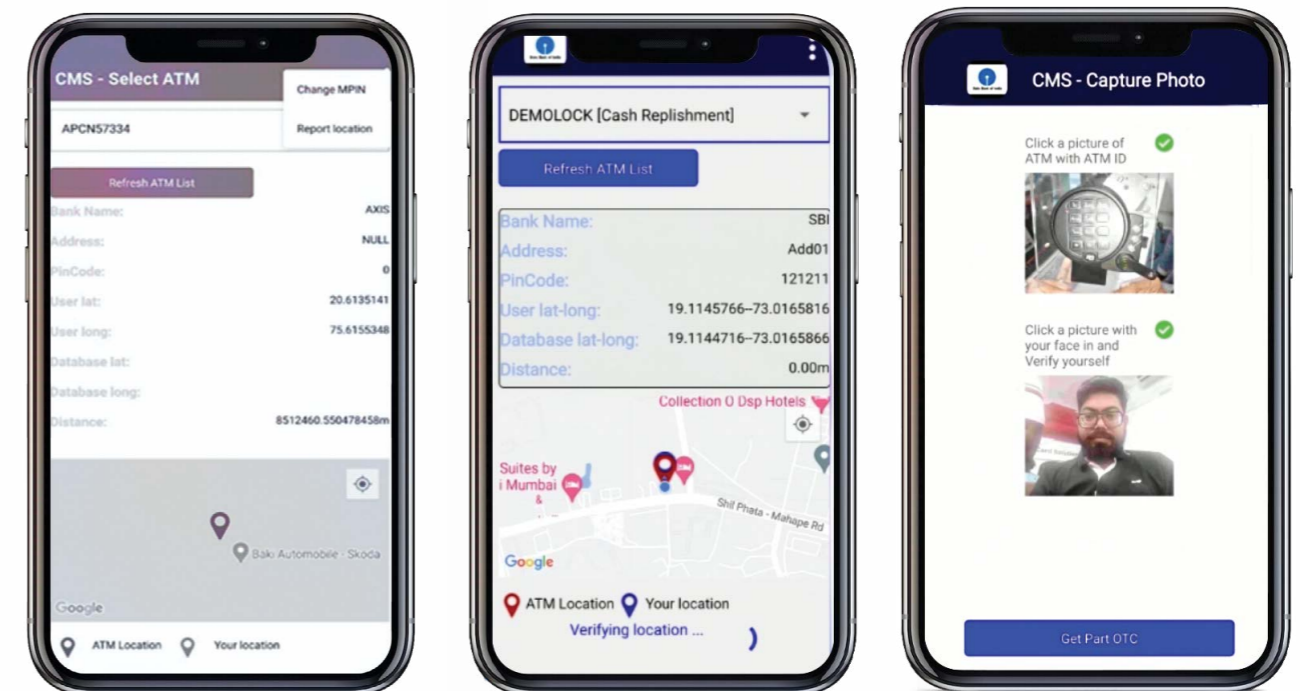 CMS - Select ATM
Change MPIN
APCN57334
Report location
Refresh ATM List
Bank Name: AXIS
Address: NULL
PinCode: 0
User lat: 20.6135141
User long: 75.6155348
Database lat:
Database long:
Distance: 8512460.550478458m
Baki Automobile - Skoda
Google
ATM Location Your location
DEMOLOCK [Cash Replishment]
Refresh ATM List
Bank Name: SBI
Address: Add01
PinCode: 121211
User lat-long: 19.1145766--73.0165816
Database lat-long: 19.1144716--73.0165866
Distance: 0.00m
Collection O Dsp Hotels
Suites by
i Mumbai
&
Shil Phata - Mahape Rd
Google
ATM Location Your location
Verifying location ...
CMS - Capture Photo
Click a picture of
ATM with ATM ID
Click a picture with
your face in and
Verify yourself
Get Part OTC